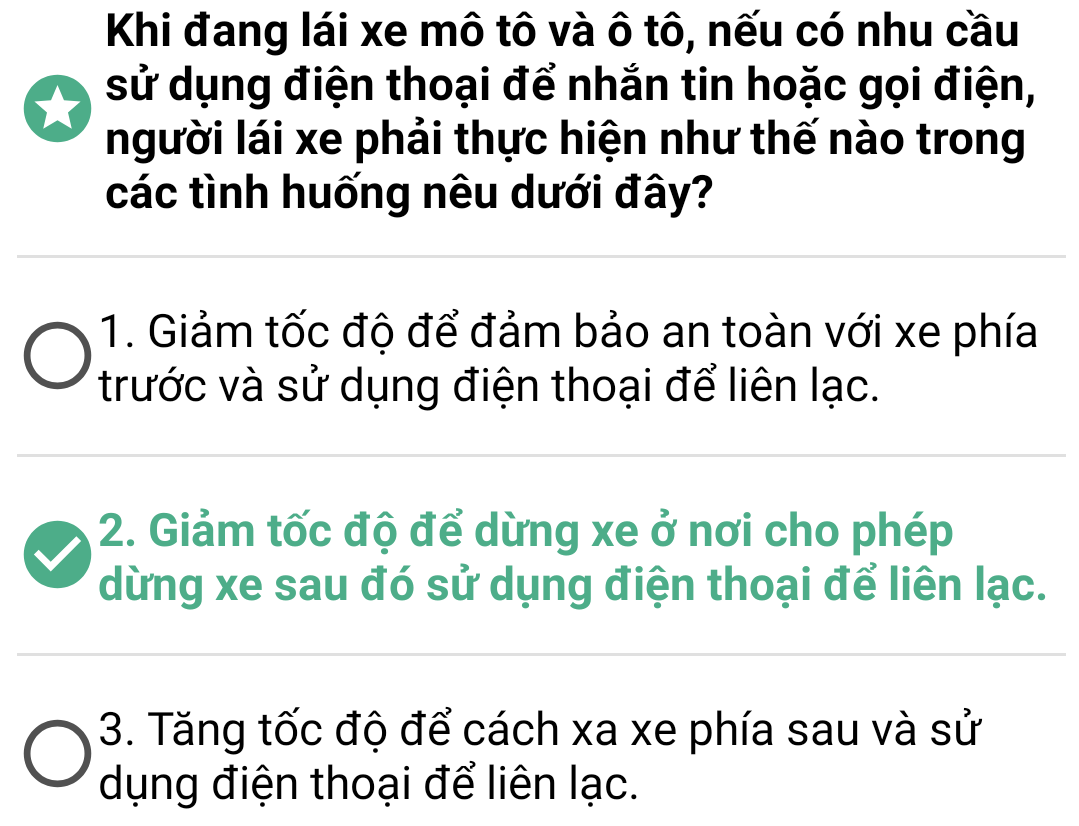 Khi đang lái xe mô tô và ô tô, nếu có nhu cầu
sử dụng điện thoại để nhắn tin hoặc gọi điện,
người lái xe phải thực hiện như thế nào trong
các tình huống nêu dưới đây?
1. Giảm tốc độ để đảm bảo an toàn với xe phía
trước và sử dụng điện thoại để liên lạc.
2. Giảm tốc độ để dừng xe ở nơi cho phép
dừng xe sau đó sử dụng điện thoại để liên lạc.
3. Tăng tốc độ để cách xa xe phía sau và sử
dụng điện thoại để liên lạc.